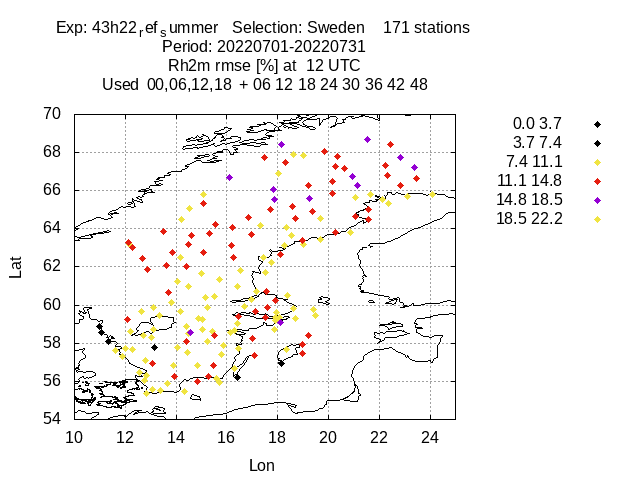 Exp: 43h22refsummer Selection: Sweden 171 stations
Period: 20220701-20220731
Rh2m rmse [%] at 12 UTC
Used 00,06,12,18 + 06 12 18 24 30 36 42 48
70
68
66
64
62
60
58
56
54
10 12 14 16 18 20 22 24
Lat
Lon
0.0 3.7
3.7 7.4
7.4 11.1
11.1 14.8
14.8 18.5
18.5 22.2